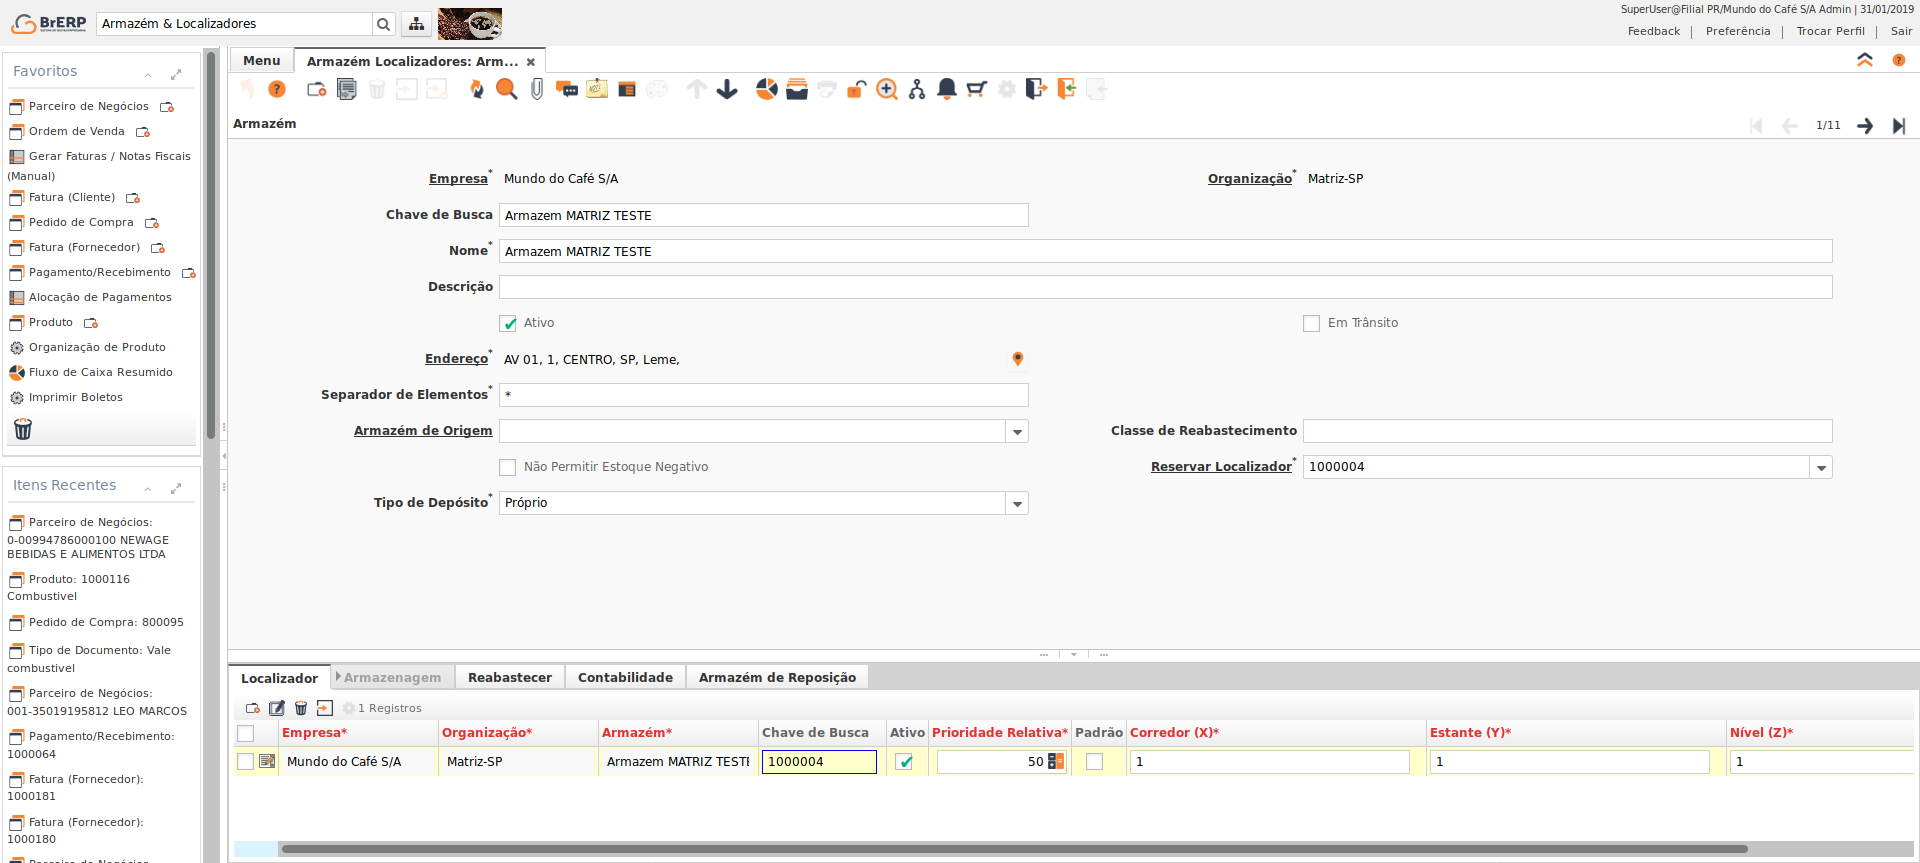 BrERP
Armazém & Localizadores
SuperUser@Filial PR/Mundo do Café S/A Admin | 31/01/2019
Feedback | Preferência | Trocar Perfil | Sair
Favoritos
Parceiro de Negócios
Ordem de Venda
Gerar Faturas / Notas Fiscais
(Manual)
Fatura (Cliente)
Pedido de Compra
Fatura (Fornecedor)
Pagamento/Recebimento
Alocação de Pagamentos
Produto
Organização de Produto
Fluxo de Caixa Resumido
Imprimir Boletos
Itens Recentes
Parceiro de Negócios:
0-00994786000100 NEWAGE
BEBIDAS E ALIMENTOS LTDA
Produto: 1000116
Combustivel
Pedido de Compra: 800095
Tipo de Documento: Vale
combustivel
Parceiro de Negócios:
001-35019195812 LEO MARCOS
Pagamento/Recebimento:
1000064
Fatura (Fornecedor):
1000181
Fatura (Fornecedor):
1000180
Parceiro de Negócios
Menu
Armazém Localizadores: Arm...
Armazém
1/11
Empresa* Mundo do Café S/A
Organização* Matriz-SP
Chave de Busca Armazem MATRIZ TESTE
Nome* Armazem MATRIZ TESTE
Descrição
Ativo
Em Trânsito
Endereço* AV 01, 1, CENTRO, SP, Leme,
Separador de Elementos* *
Armazém de Origem
Classe de Reabastecimento
Não Permitir Estoque Negativo
Reservar Localizador* 1000004
Tipo de Depósito* Próprio
Localizador Armazenagem Reabastecer Contabilidade Armazém de Reposição
1 Registros
Empresa* Organização* Armazém* Chave de Busca Ativo Prioridade Relativa* Padrão Corredor (X)* Estante (Y)* Nível (Z)*
Mundo do Café S/A Matriz-SP Armazem MATRIZ TESTE 1000004 50 1 1 1